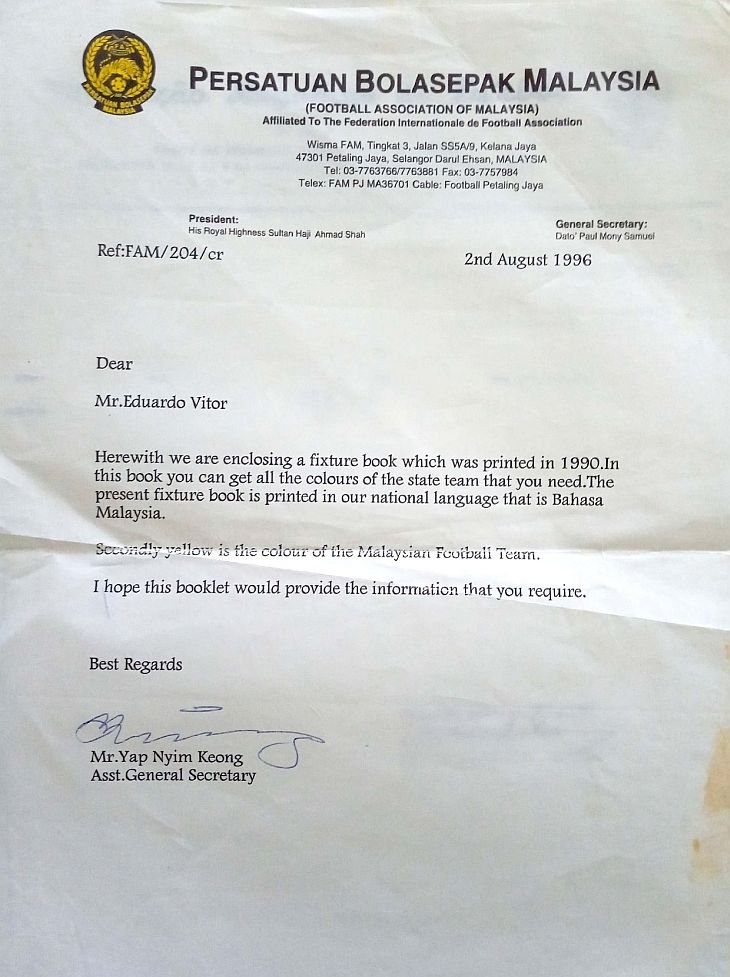 PERSATUAN BOLASEPAK MALAYSIA
PERSATUAN BOLASEPAK MALAYSIA
(FOOTBALL ASSOCIATION OF MALAYSIA)
Affiliated To The Federation Internationale de Football Association
Wisma FAM, Tingkat 3, Jalan SS5A/9, Kelana Jaya
47301 Petaling Jaya, Selangor Darul Ehsan, MALAYSIA
Tel: 03-7763766/7763881 Fax: 03-7757984
Telex: FAM PJ MA36701 Cable: Football Petaling Jaya
President:
His Royal Highness Sultan Haji Ahmad Shah
General Secretary:
Dato' Paul Mony Samuel
Ref:FAM/204/cr
2nd August 1996
Dear
Mr.Eduardo Vitor
Herewith we are enclosing a fixture book which was printed in 1990.In
this book you can get all the colours of the state team that you need.The
present fixture book is printed in our national language that is Bahasa
Malaysia.
Secondly yellow is the colour of the Malaysian Football Team.
I hope this booklet would provide the information that you require.
Best Regards
Mr.Yap Nyim Keong
Asst.General Secretary